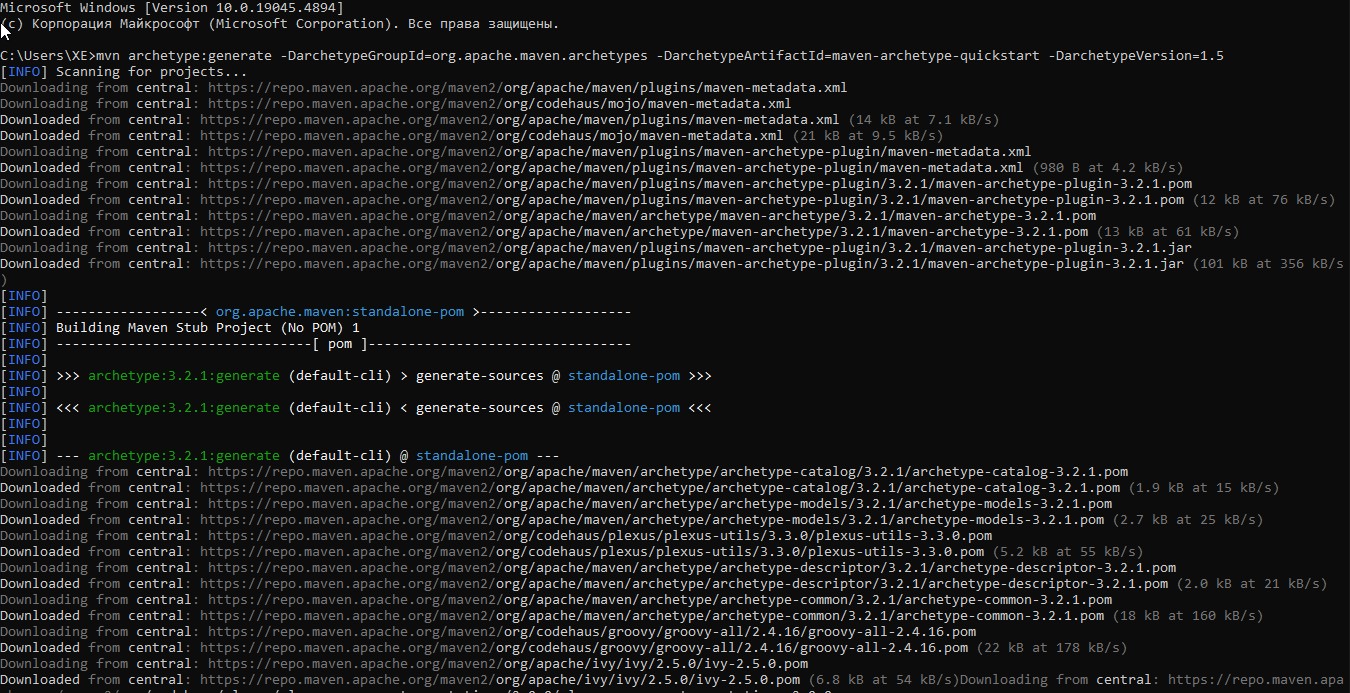 Microsoft Windows [Version 10.0.19045.4894]
(c) Корпорация Майкрософт (Microsoft Corporation). Все права защищены.
C:\Users\XE>mvn archetype:generate -DarchetypeGroupId=org.apache.maven.archetypes -DarchetypeArtifactId=maven-archetype-quickstart -DarchetypeVersion=1.5
[INFO] Scanning for projects...
Downloading from central: https://repo.maven.apache.org/maven2/org/apache/maven/plugins/maven-metadata.xml
Downloading from central: https://repo.maven.apache.org/maven2/org/codehaus/mojo/maven-metadata.xml
Downloaded from central: https://repo.maven.apache.org/maven2/org/apache/maven/plugins/maven-metadata.xml (14 kB at 7.1 kB/s)
Downloaded from central: https://repo.maven.apache.org/maven2/org/codehaus/mojo/maven-metadata.xml (21 kB at 9.5 kB/s)
Downloading from central: https://repo.maven.apache.org/maven2/org/apache/maven/plugins/maven-archetype-plugin/maven-metadata.xml
Downloaded from central: https://repo.maven.apache.org/maven2/org/apache/maven/plugins/maven-archetype-plugin/maven-metadata.xml (980 B at 4.2 kB/s)
Downloading from central: https://repo.maven.apache.org/maven2/org/apache/maven/plugins/maven-archetype-plugin/3.2.1/maven-archetype-plugin-3.2.1.pom
Downloaded from central: https://repo.maven.apache.org/maven2/org/apache/maven/plugins/maven-archetype-plugin/3.2.1/maven-archetype-plugin-3.2.1.pom (12 kB at 76 kB/s)
Downloading from central: https://repo.maven.apache.org/maven2/org/apache/maven/archetype/maven-archetype/3.2.1/maven-archetype-3.2.1.pom
Downloaded from central: https://repo.maven.apache.org/maven2/org/apache/maven/archetype/maven-archetype/3.2.1/maven-archetype-3.2.1.pom (13 kB at 61 kB/s)
Downloading from central: https://repo.maven.apache.org/maven2/org/apache/maven/plugins/maven-archetype-plugin/3.2.1/maven-archetype-plugin-3.2.1.jar
Downloaded from central: https://repo.maven.apache.org/maven2/org/apache/maven/plugins/maven-archetype-plugin/3.2.1/maven-archetype-plugin-3.2.1.jar (101 kB at 356 kB/s
)
[INFO]
[INFO] ------------------< org.apache.maven:standalone-pom >-------------------
[INFO] Building Maven Stub Project (No POM) 1
[INFO] --------------------------------[ pom ]---------------------------------
[INFO]
[INFO] >>> archetype:3.2.1:generate (default-cli) > generate-sources @ standalone-pom >>>
[INFO]
[INFO] <<< archetype:3.2.1:generate (default-cli) < generate-sources @ standalone-pom <<<
[INFO]
[INFO]
[INFO] --- archetype:3.2.1:generate (default-cli) @ standalone-pom ---
Downloading from central: https://repo.maven.apache.org/maven2/org/apache/maven/archetype/archetype-catalog/3.2.1/archetype-catalog-3.2.1.pom
Downloaded from central: https://repo.maven.apache.org/maven2/org/apache/maven/archetype/archetype-catalog/3.2.1/archetype-catalog-3.2.1.pom (1.9 kB at 15 kB/s)
Downloading from central: https://repo.maven.apache.org/maven2/org/apache/maven/archetype/archetype-models/3.2.1/archetype-models-3.2.1.pom
Downloaded from central: https://repo.maven.apache.org/maven2/org/apache/maven/archetype/archetype-models/3.2.1/archetype-models-3.2.1.pom (2.7 kB at 25 kB/s)
Downloading from central: https://repo.maven.apache.org/maven2/org/codehaus/plexus/plexus-utils/3.3.0/plexus-utils-3.3.0.pom
Downloaded from central: https://repo.maven.apache.org/maven2/org/codehaus/plexus/plexus-utils/3.3.0/plexus-utils-3.3.0.pom (5.2 kB at 55 kB/s)
Downloading from central: https://repo.maven.apache.org/maven2/org/apache/maven/archetype/archetype-descriptor/3.2.1/archetype-descriptor-3.2.1.pom
Downloaded from central: https://repo.maven.apache.org/maven2/org/apache/maven/archetype/archetype-descriptor/3.2.1/archetype-descriptor-3.2.1.pom (2.0 kB at 21 kB/s)
Downloading from central: https://repo.maven.apache.org/maven2/org/apache/maven/archetype/archetype-common/3.2.1/archetype-common-3.2.1.pom
Downloaded from central: https://repo.maven.apache.org/maven2/org/apache/maven/archetype/archetype-common/3.2.1/archetype-common-3.2.1.pom (18 kB at 160 kB/s)
Downloading from central: https://repo.maven.apache.org/maven2/org/codehaus/groovy/groovy-all/2.4.16/groovy-all-2.4.16.pom
Downloaded from central: https://repo.maven.apache.org/maven2/org/codehaus/groovy/groovy-all/2.4.16/groovy-all-2.4.16.pom (22 kB at 178 kB/s)
Downloading from central: https://repo.maven.apache.org/maven2/org/apache/ivy/ivy/2.5.0/ivy-2.5.0.pom
Downloaded from central: https://repo.maven.apache.org/maven2/org/apache/ivy/ivy/2.5.0/ivy-2.5.0.pom (6.8 kB at 54 kB/s)Downloading from central: https://repo.maven.apa